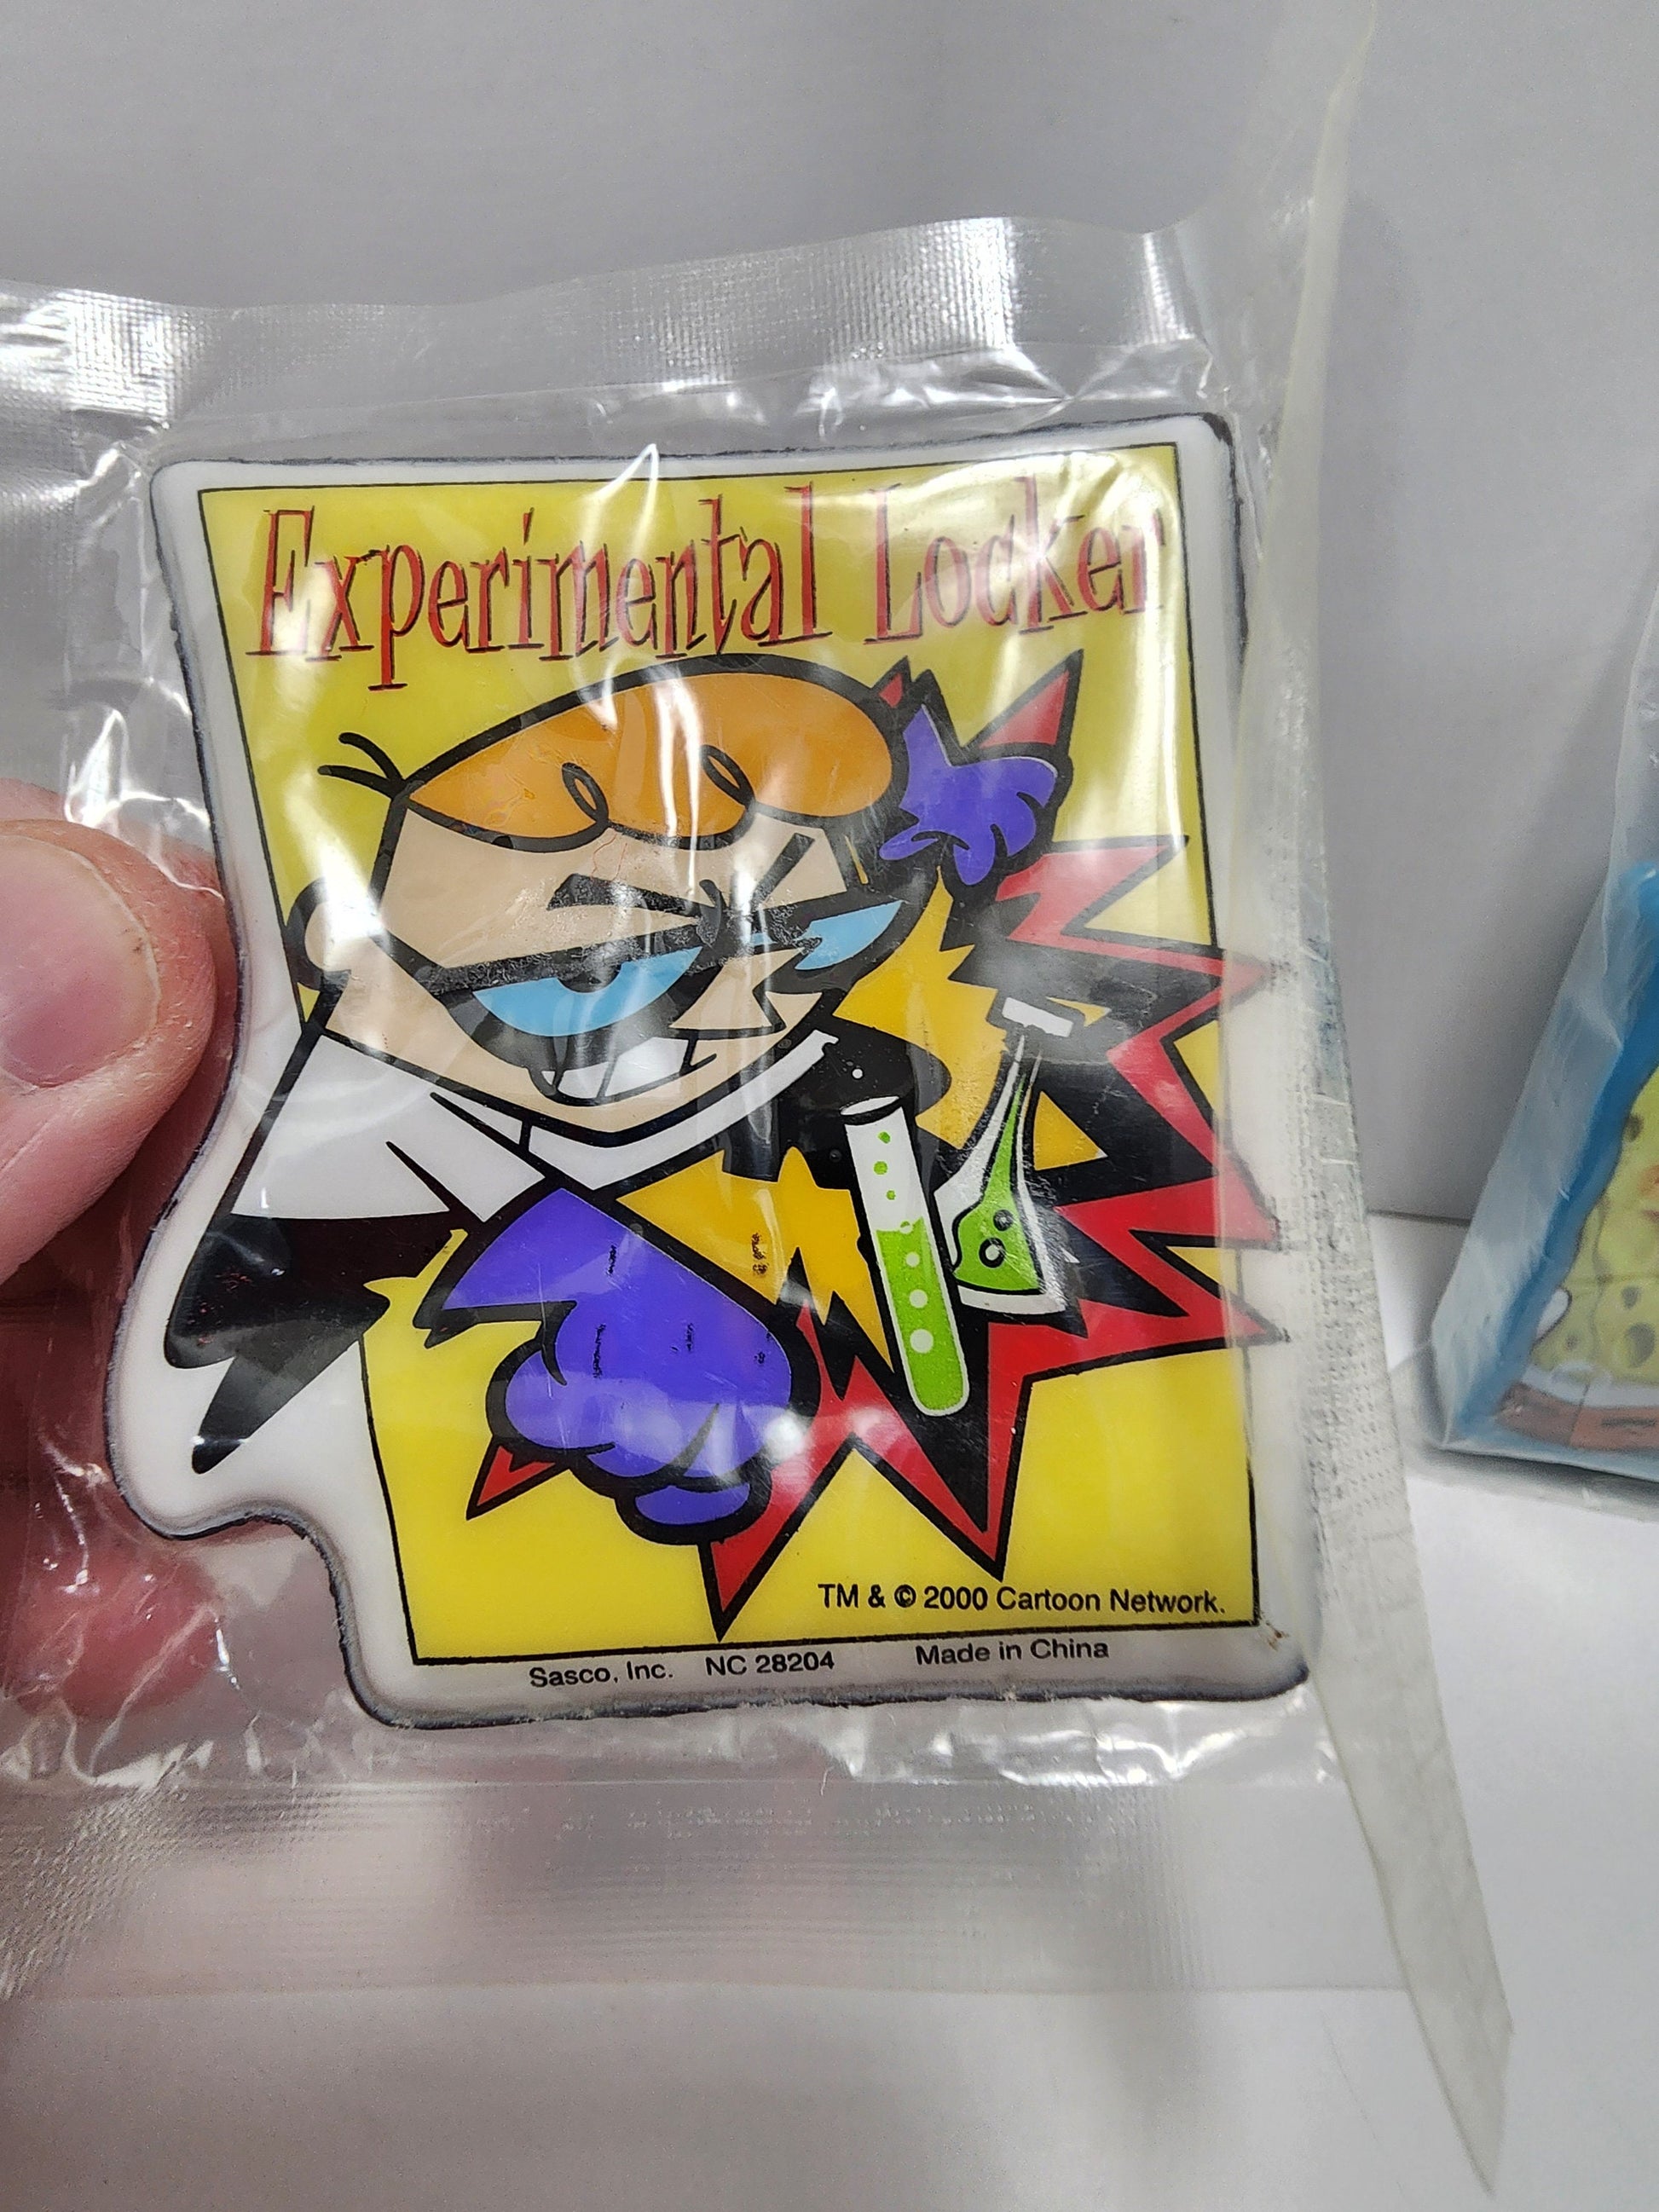 Experimental Locker
TM & © 2000 Cartoon Network.
Sasco, Inc. NC 28204 Made in China